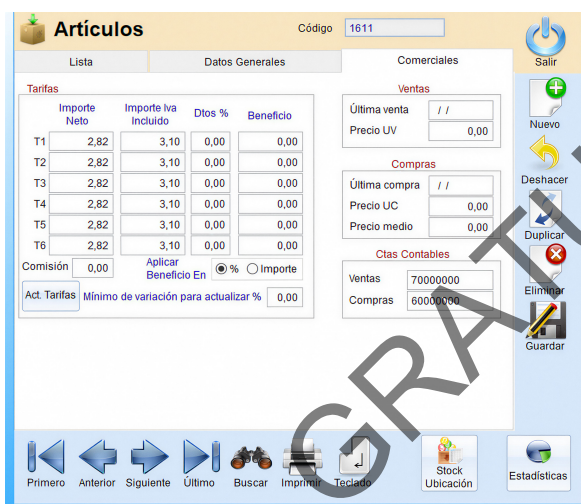 Artículos
Código 1611
Salir
Lista Datos Generales Comerciales
Tarifas
Importe Neto Importe Iva Incluido Dtos % Beneficio
T1 2,82 3,10 0,00 0,00
T2 2,82 3,10 0,00 0,00
T3 2,82 3,10 0,00 0,00
T4 2,82 3,10 0,00 0,00
T5 2,82 3,10 0,00 0,00
T6 2,82 3,10 0,00 0,00
Comisión 0,00 Aplicar Beneficio En % Importe
Act. Tarifas Mínimo de variación para actualizar % 0,00
Ventas
Última venta / /
Precio UV 0,00
Compras
Última compra / /
Precio UC 0,00
Precio medio 0,00
Ctas Contables
Ventas 70000000
Compras 60000000
Nuevo
Deshacer
Duplicar
Eliminar
Guardar
Primero Anterior Siguiente Último Buscar Imprimir Teclado Stock Ubicación Estadísticas